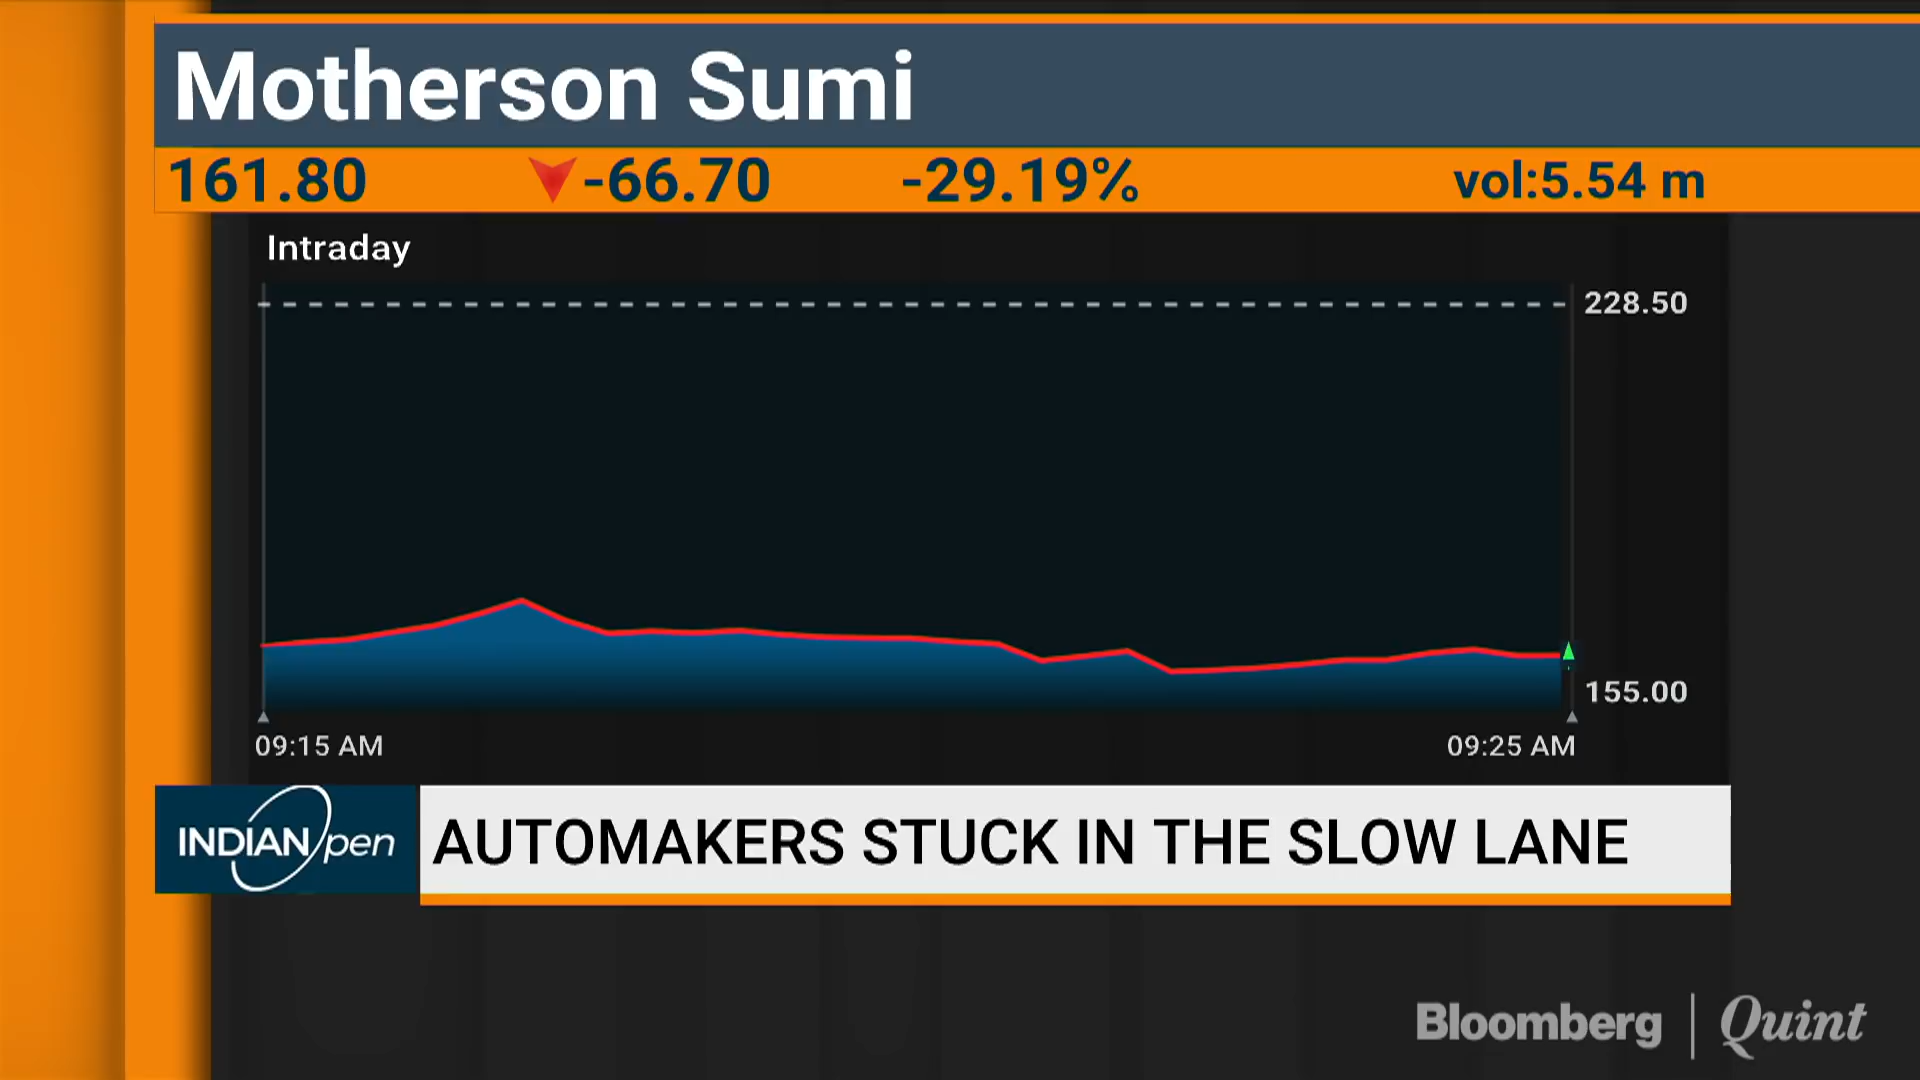 Motherson Sumi
161.80 -66.70 -29.19% vol:5.54 m
Intraday
228.50
155.00
09:15 AM 09:25 AM
INDIAN Open AUTOMAKERS STUCK IN THE SLOW LANE
Bloomberg | Quint